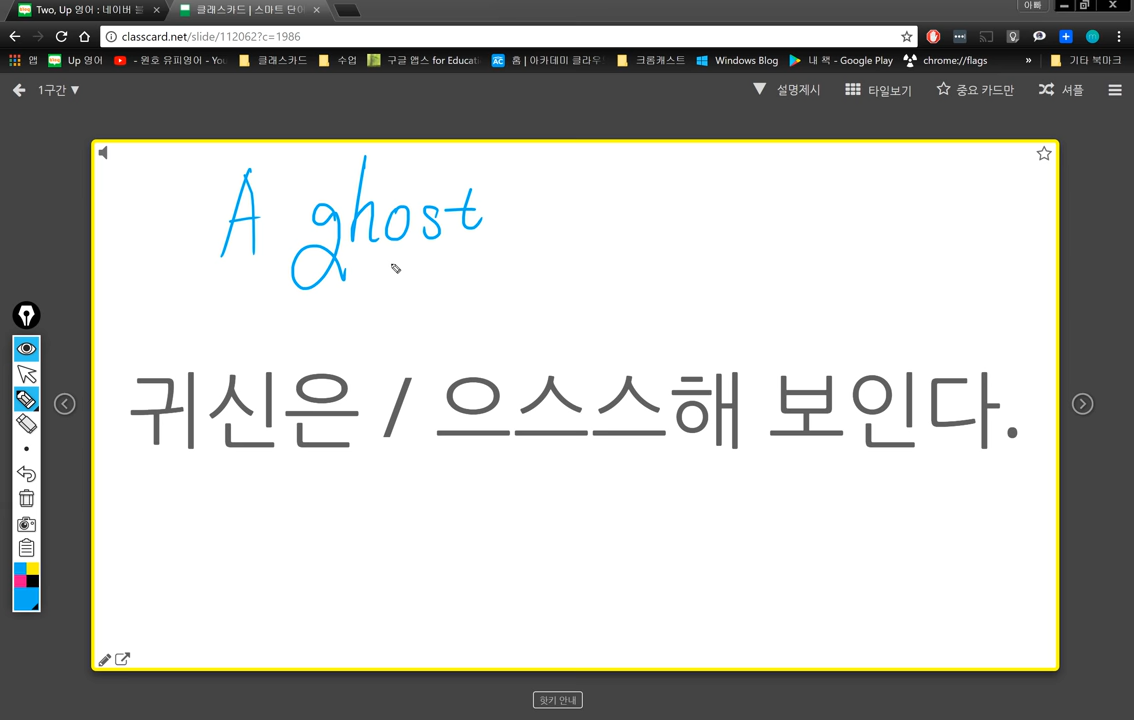 Two, Up 영어 : 네이버 블
클래스카드 | 스마트 단어
아빠
classcard.net/slide/112062?c=1986
앱 Up 영어 - 원호 유피영어 - You 클래스카드 수업 구글 앱스 for Educati 홈 | 아카데미 클라우드 크롬캐스트 Windows Blog 내 책 - Google Play chrome://flags » 기타 북마크
1구간 ▼ ▼ 설명제시 타일보기 중요 카드만 셔플
A ghost
귀신은 / 으스스해 보인다.
핫키 안내